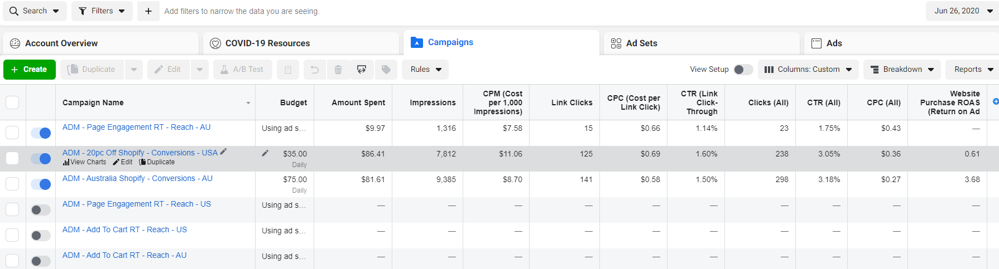 Search Filters + Add filters to narrow the data you are seeing. Jun 26, 2020
Account Overview COVID-19 Resources Campaigns Ad Sets Ads
+ Create Duplicate Edit A/B Test Rules View Setup Columns: Custom Breakdown Reports
Campaign Name Budget Amount Spent Impressions CPM (Cost per 1,000 Impressions) Link Clicks CPC (Cost per Link Click) CTR (Link Click-Through Clicks (All) CTR (All) CPC (All) Website Purchase ROAS (Return on Ad
ADM - Page Engagement RT - Reach - AU Using ad s... $9.97 1,316 $7.58 15 $0.66 1.14% 23 1.75% $0.43 —
ADM - 20pc Off Shopify - Conversions - USA $35.00 $86.41 7,812 $11.06 125 $0.69 1.60% 238 3.05% $0.36 0.61
View Charts Edit Duplicate Daily
ADM - Australia Shopify - Conversions - AU $75.00 $81.61 9,385 $8.70 141 $0.58 1.50% 298 3.18% $0.27 3.68
Daily
ADM - Page Engagement RT - Reach - US Using ad s... — — — — — — — — — —
ADM - Add To Cart RT - Reach - US Using ad s... — — — — — — — — — —
ADM - Add To Cart RT - Reach - AU Using ad s... — — — — — — — — — —